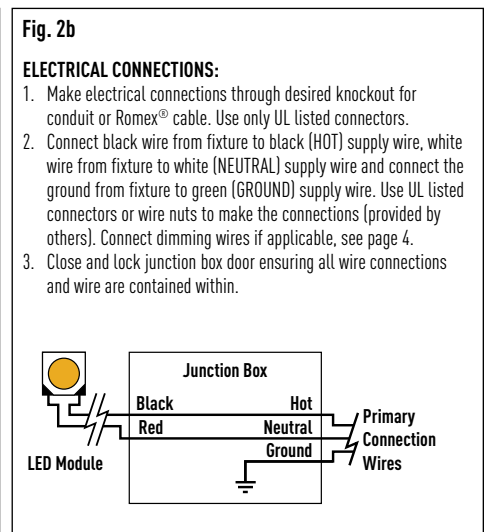 Fig. 2b
ELECTRICAL CONNECTIONS:
1. Make electrical connections through desired knockout for
conduit or Romex® cable. Use only UL listed connectors.
2. Connect black wire from fixture to black (HOT) supply wire, white
wire from fixture to white (NEUTRAL) supply wire and connect the
ground from fixture to green (GROUND) supply wire. Use UL listed
connectors or wire nuts to make the connections (provided by
others). Connect dimming wires if applicable, see page 4.
3. Close and lock junction box door ensuring all wire connections
and wire are contained within.
Junction Box
Black Hot
Red Neutral
Ground
LED Module
Primary
Connection
Wires